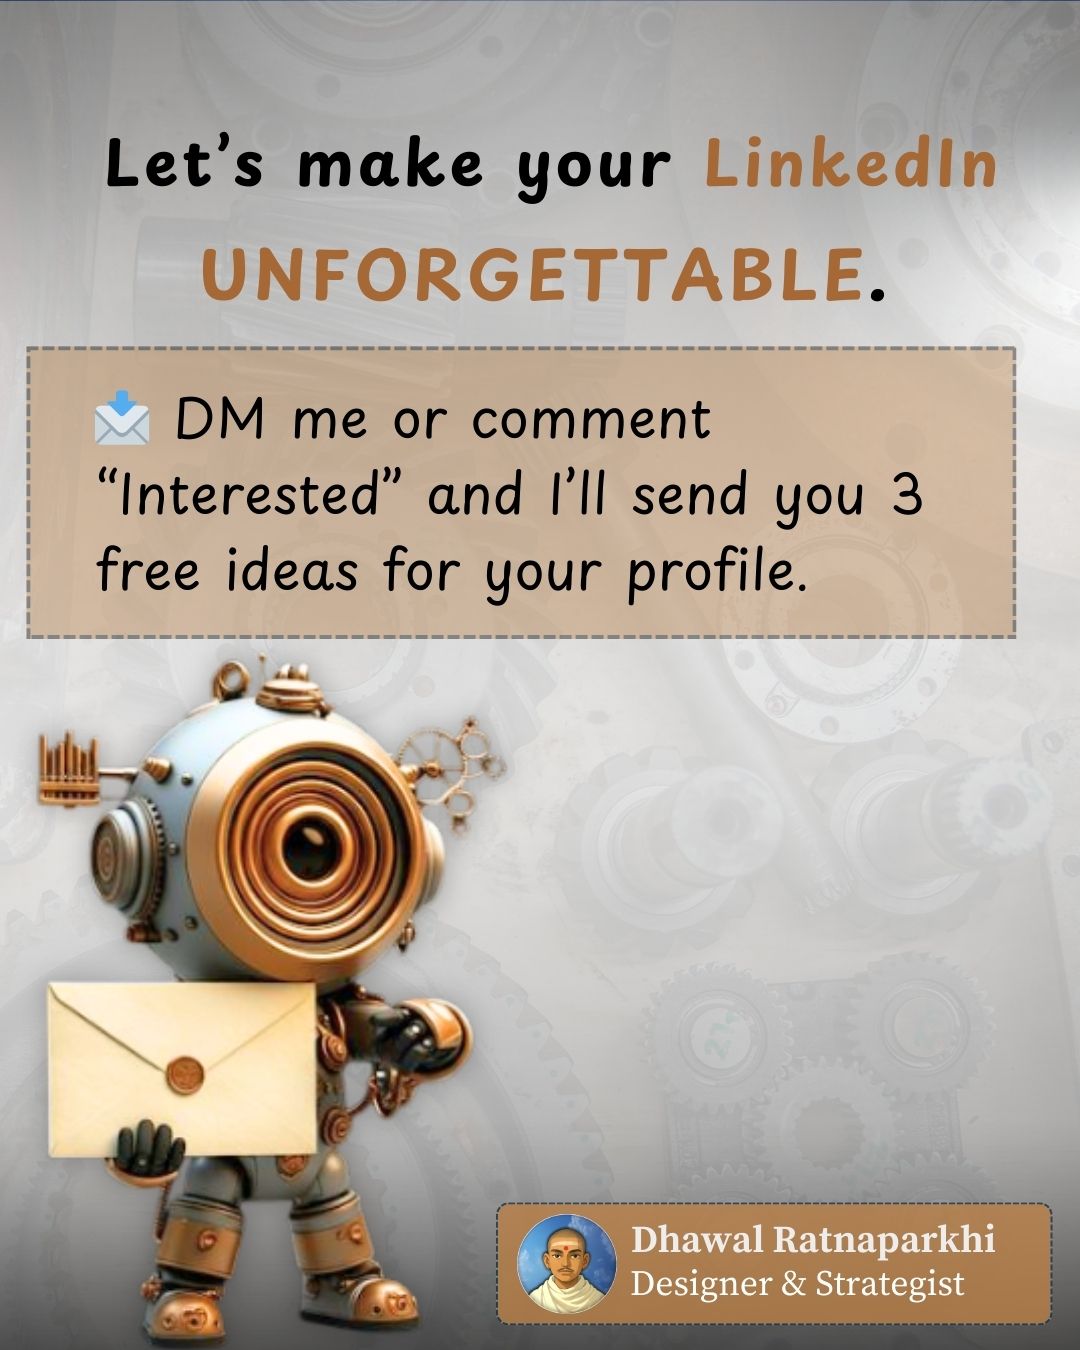 Let’s make your LinkedIn
UNFORGETTABLE.
📩 DM me or comment
“Interested” and I’ll send you 3
free ideas for your profile.
Dhawal Ratnaparkhi
Designer & Strategist